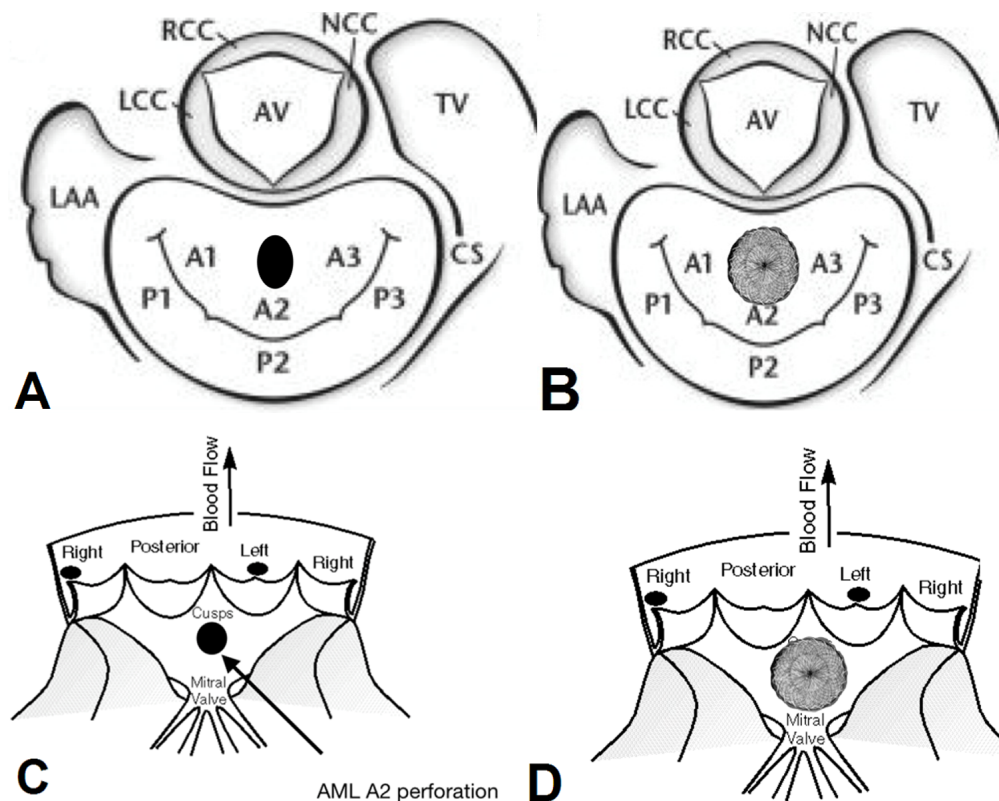 RCC
NCC
LCC
AV
TV
LAA
A1
A3
CS
P1
A2
P3
P2
A
RCC
NCC
LCC
AV
TV
LAA
A1
A3
CS
P1
A2
P3
P2
B
Blood Flow
Right
Posterior
Left
Right
Cusps
Mitral
Valve
C
AML A2 perforation
Blood Flow
Right
Posterior
Left
Right
Mitral
Valve
D